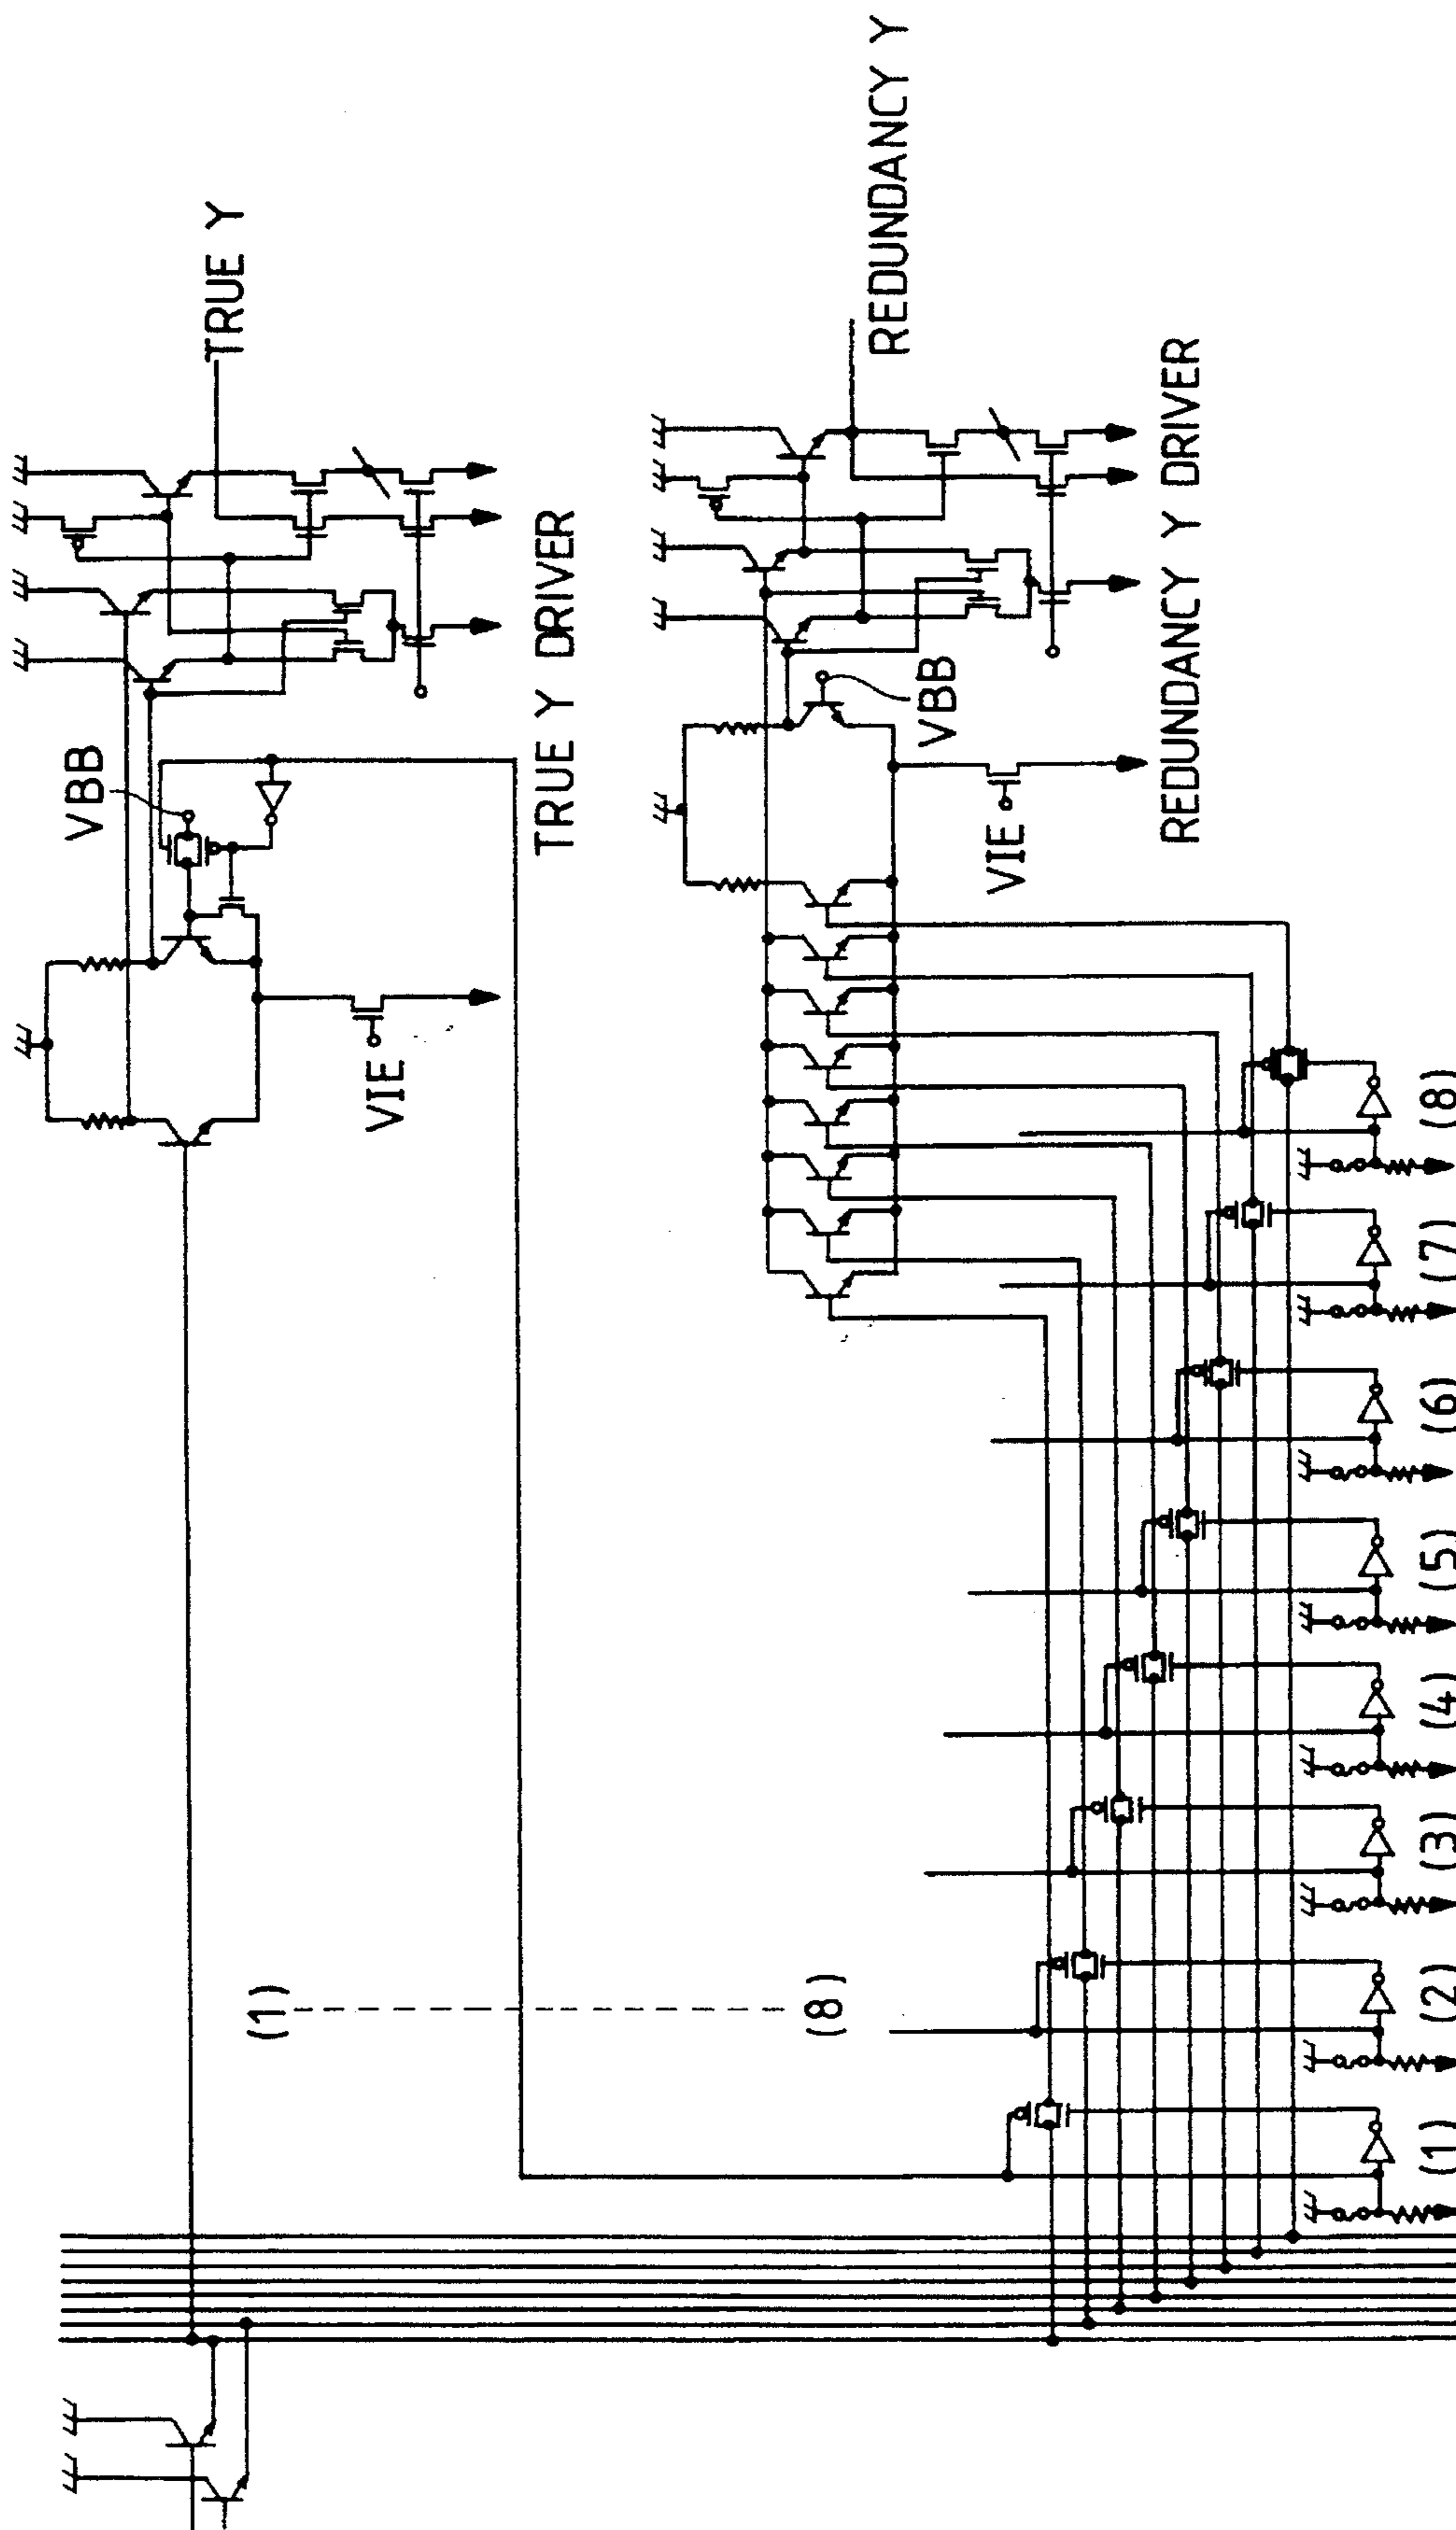 TRUE Y
VBB
TRUE Y DRIVER
VIE
REDUNDANCY Y
VBB
REDUNDANCY Y DRIVER
VIE
(1)
(8)
(1) (2) (3) (4) (5) (6) (7) (8)